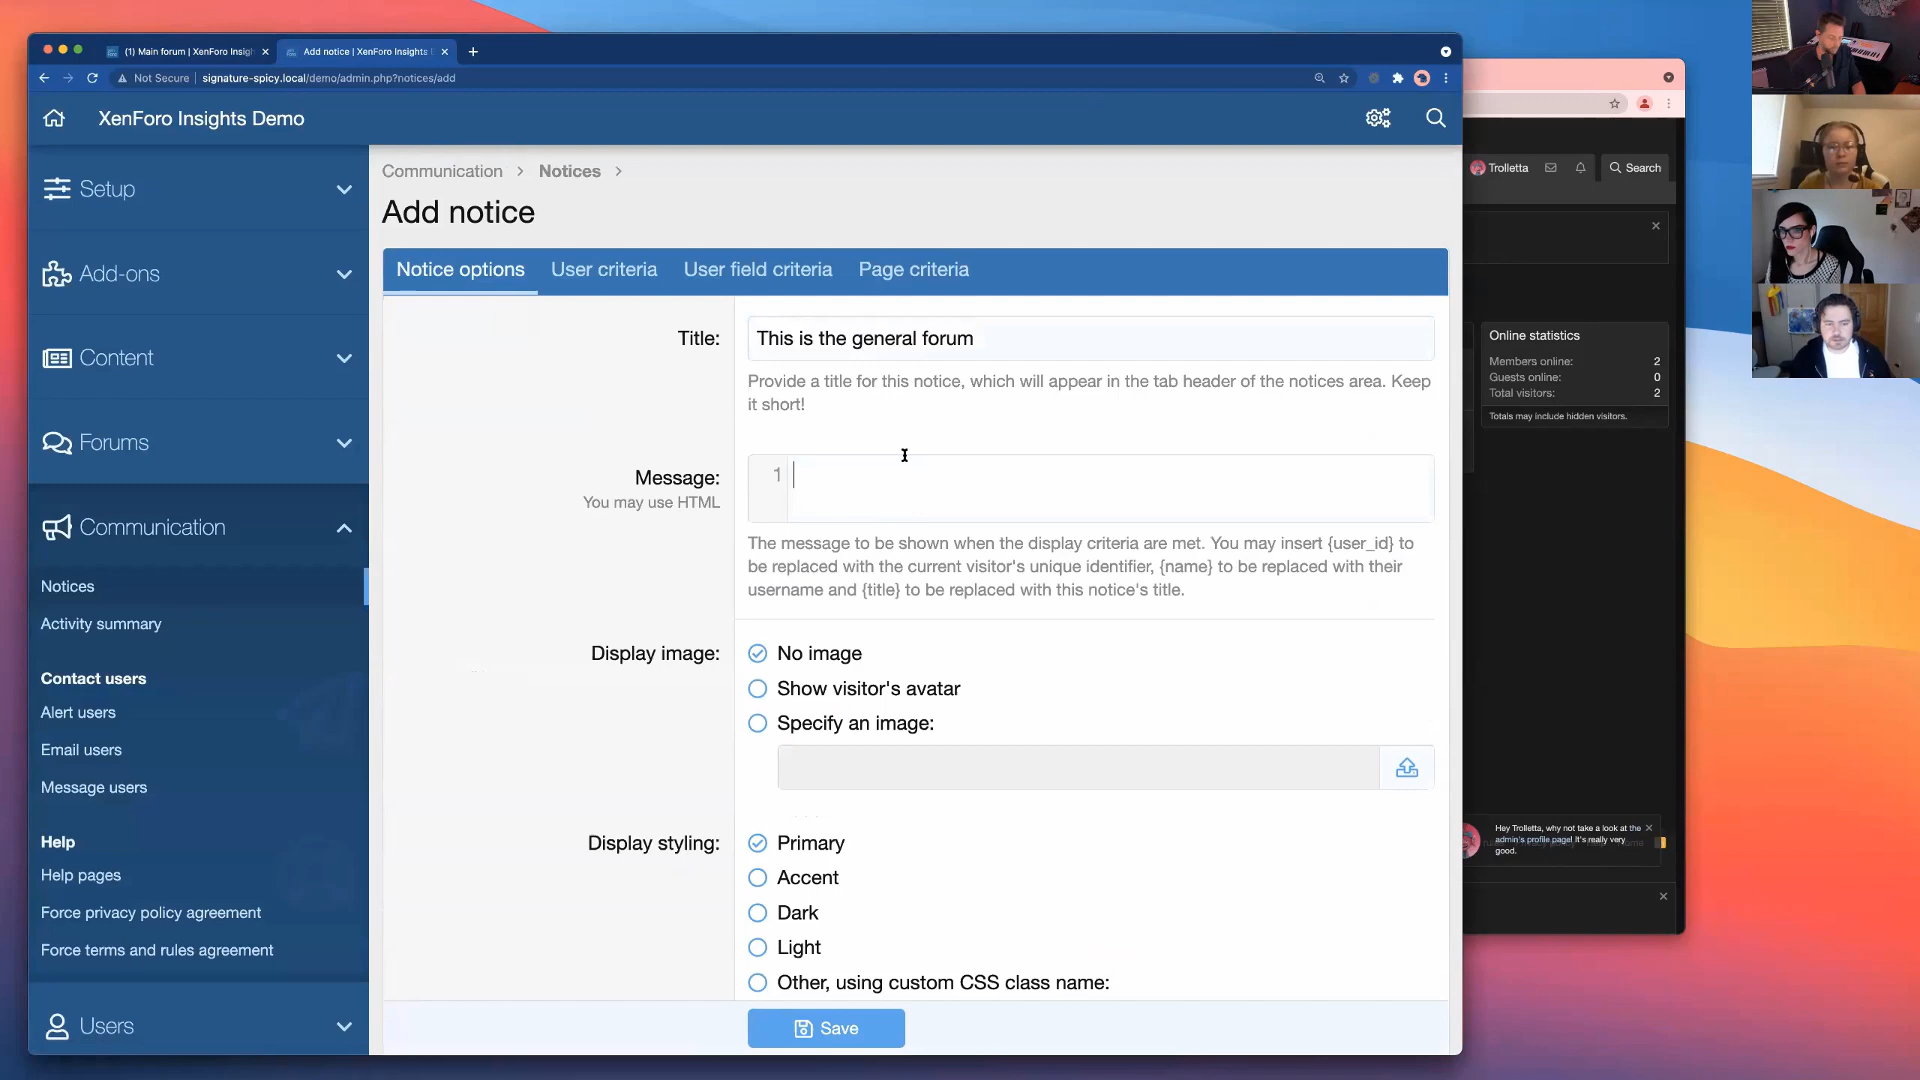 (1) Main forum | XenForo Insigh
Add notice | XenForo Insights
Not Secure
signature-spicy.local/demo/admin.php?notices/add
XenForo Insights Demo
Setup
Add-ons
Content
Forums
Communication
Notices
Activity summary
Contact users
Alert users
Email users
Message users
Help
Help pages
Force privacy policy agreement
Force terms and rules agreement
Users
Communication > Notices >
Add notice
Notice options
User criteria
User field criteria
Page criteria
Title:
This is the general forum
Provide a title for this notice, which will appear in the tab header of the notices area. Keep
it short!
Message:
You may use HTML
1
The message to be shown when the display criteria are met. You may insert {user_id} to
be replaced with the current visitor's unique identifier, {name} to be replaced with their
username and {title} to be replaced with this notice's title.
Display image:
No image
Show visitor's avatar
Specify an image:
Display styling:
Primary
Accent
Dark
Light
Other, using custom CSS class name:
Save
Trolletta
Search
Online statistics
Members online: 2
Guests online: 0
Total visitors: 2
Totals may include hidden visitors.
Hey Trolletta, why not take a look at the
admin's profile page! It's really very
good.